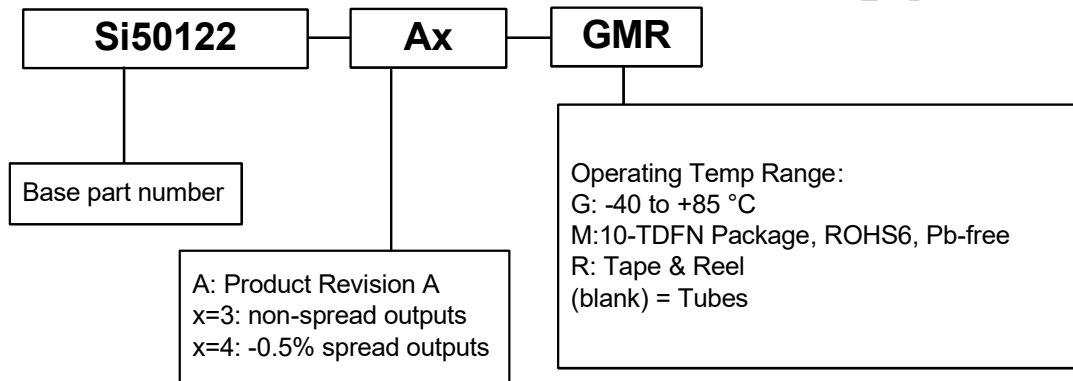 Si50122
Ax
GMR
Base part number
A: Product Revision A
x=3: non-spread outputs
x=4: -0.5% spread outputs
Operating Temp Range:
G: -40 to +85 °C
M:10-TDFN Package, ROHS6, Pb-free
R: Tape & Reel
(blank) = Tubes